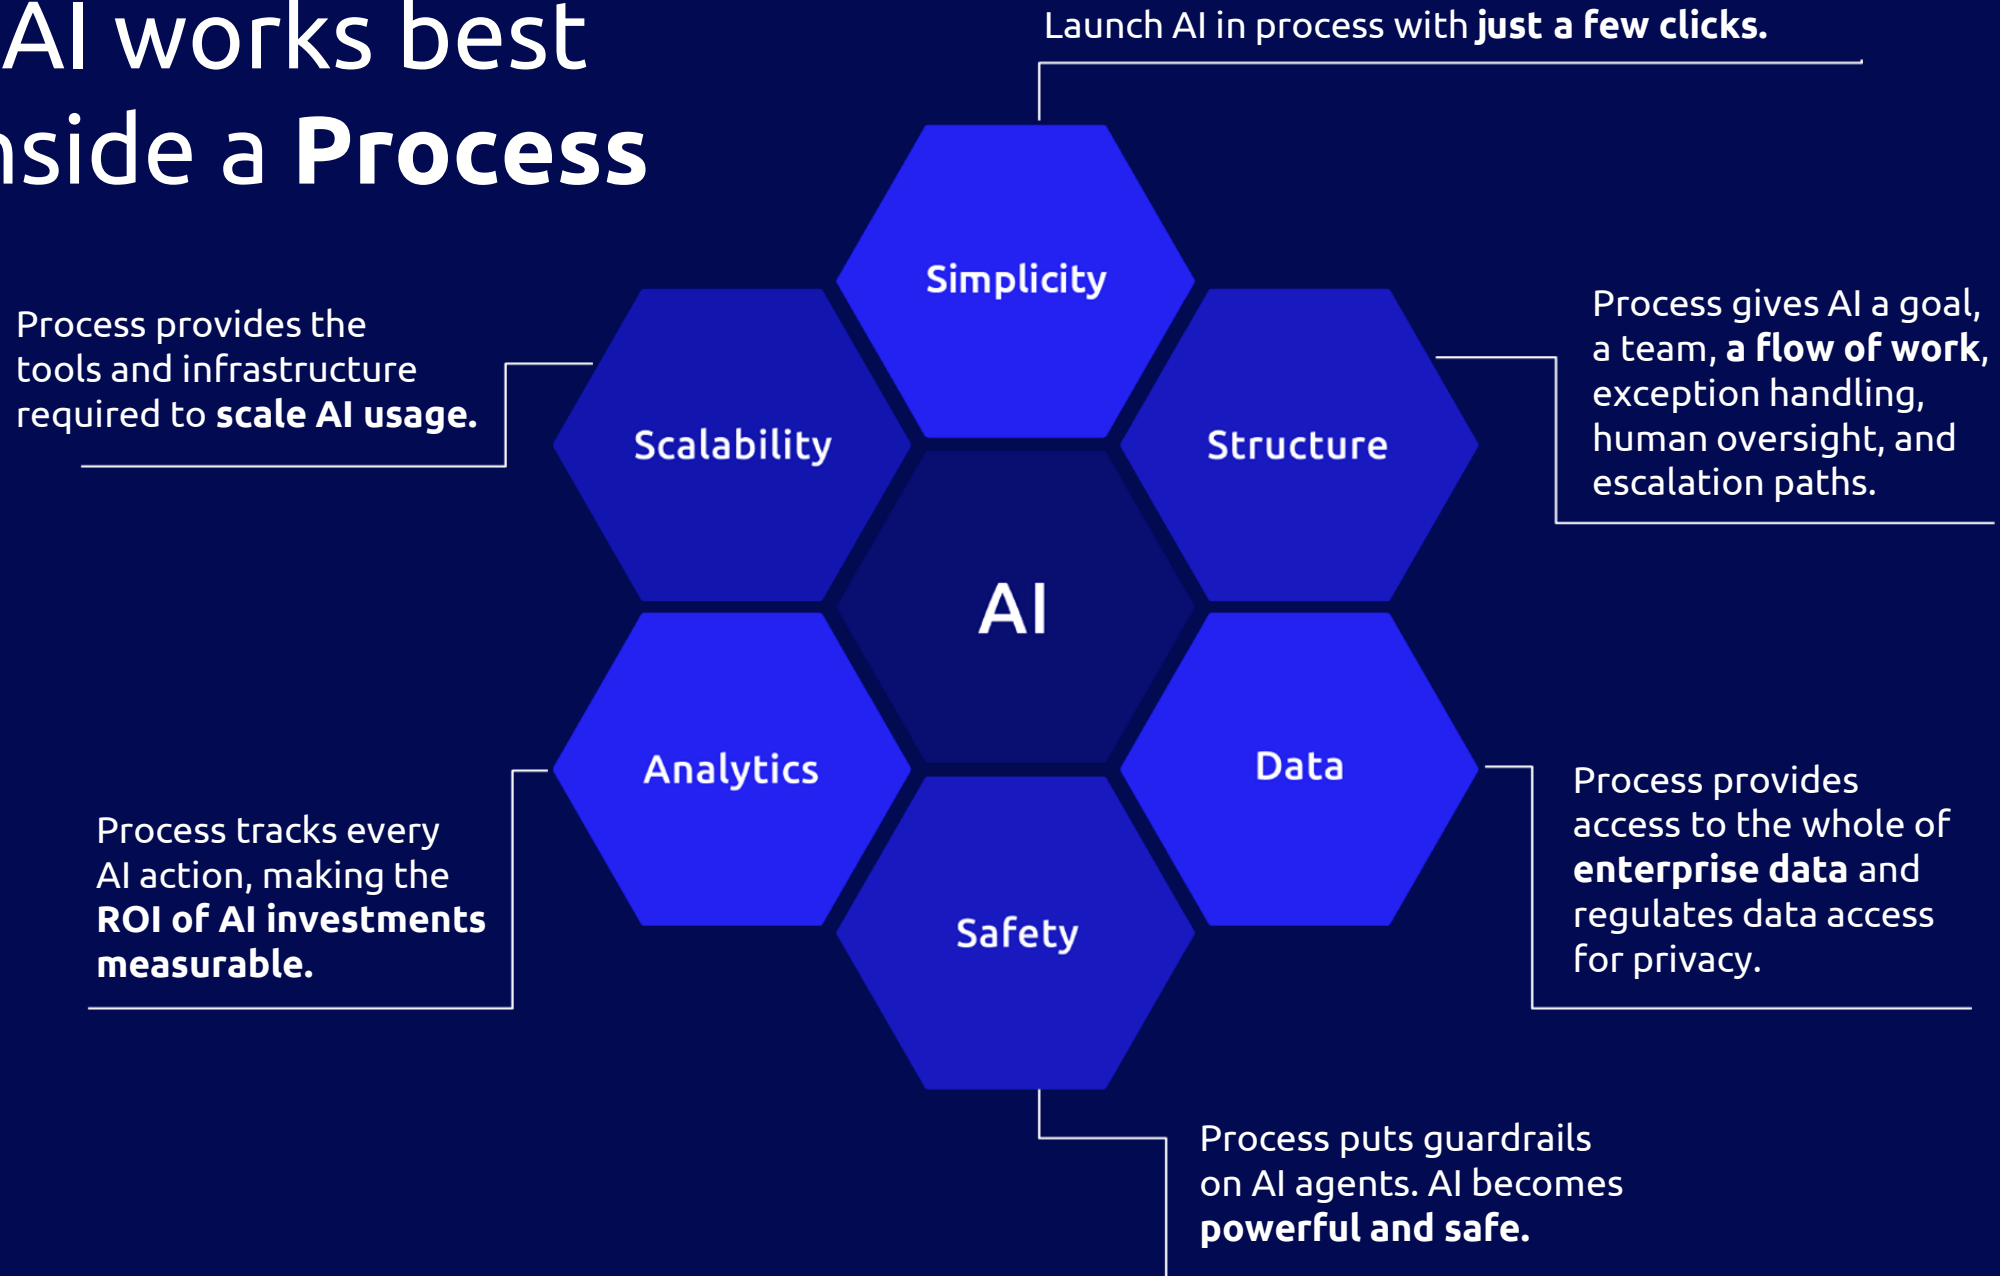 AI works best
nside a Process
Launch AI in process with just a few clicks.
Simplicity
Process provides the
tools and infrastructure
required to scale AI usage.
Scalability
Structure
Process gives AI a goal,
a team, a flow of work,
exception handling,
human oversight, and
escalation paths.
AI
Analytics
Data
Process tracks every
AI action, making the
ROI of AI investments
measurable.
Process provides
access to the whole of
enterprise data and
regulates data access
for privacy.
Safety
Process puts guardrails
on AI agents. AI becomes
powerful and safe.